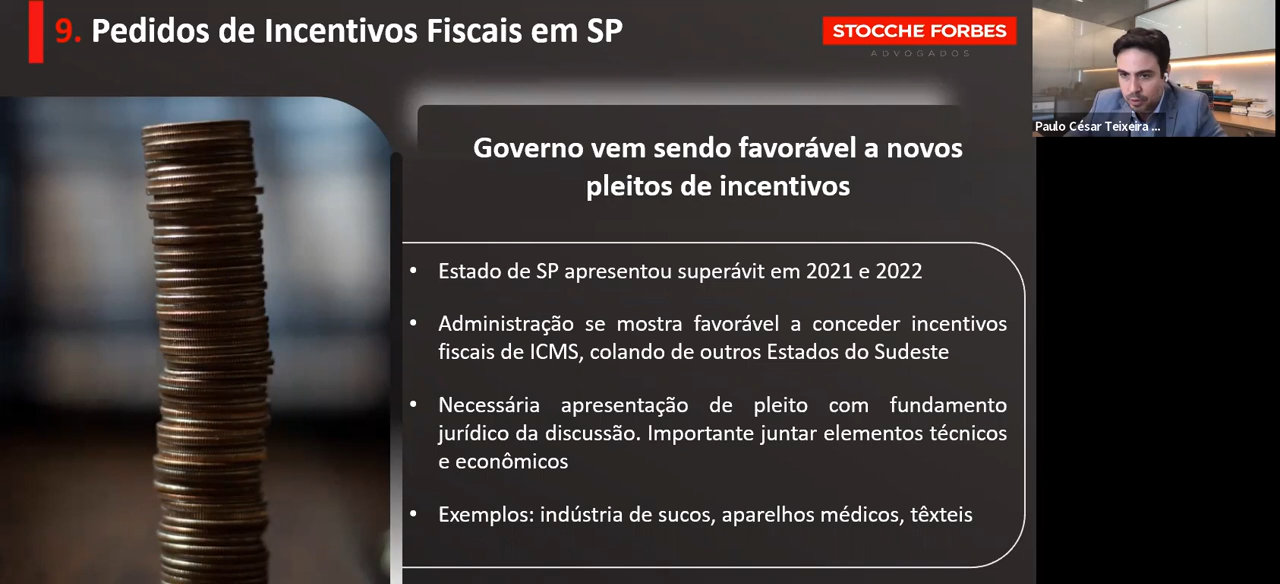 9. Pedidos de Incentivos Fiscais em SP
STOCCHE FORBES
ADVOGADOS
Paulo César Teixeira ...
Governo vem sendo favorável a novos
pleitos de incentivos
• Estado de SP apresentou superávit em 2021 e 2022
• Administração se mostra favorável a conceder incentivos
fiscais de ICMS, colando de outros Estados do Sudeste
• Necessária apresentação de pleito com fundamento
jurídico da discussão. Importante juntar elementos técnicos
e econômicos
• Exemplos: indústria de sucos, aparelhos médicos, têxteis